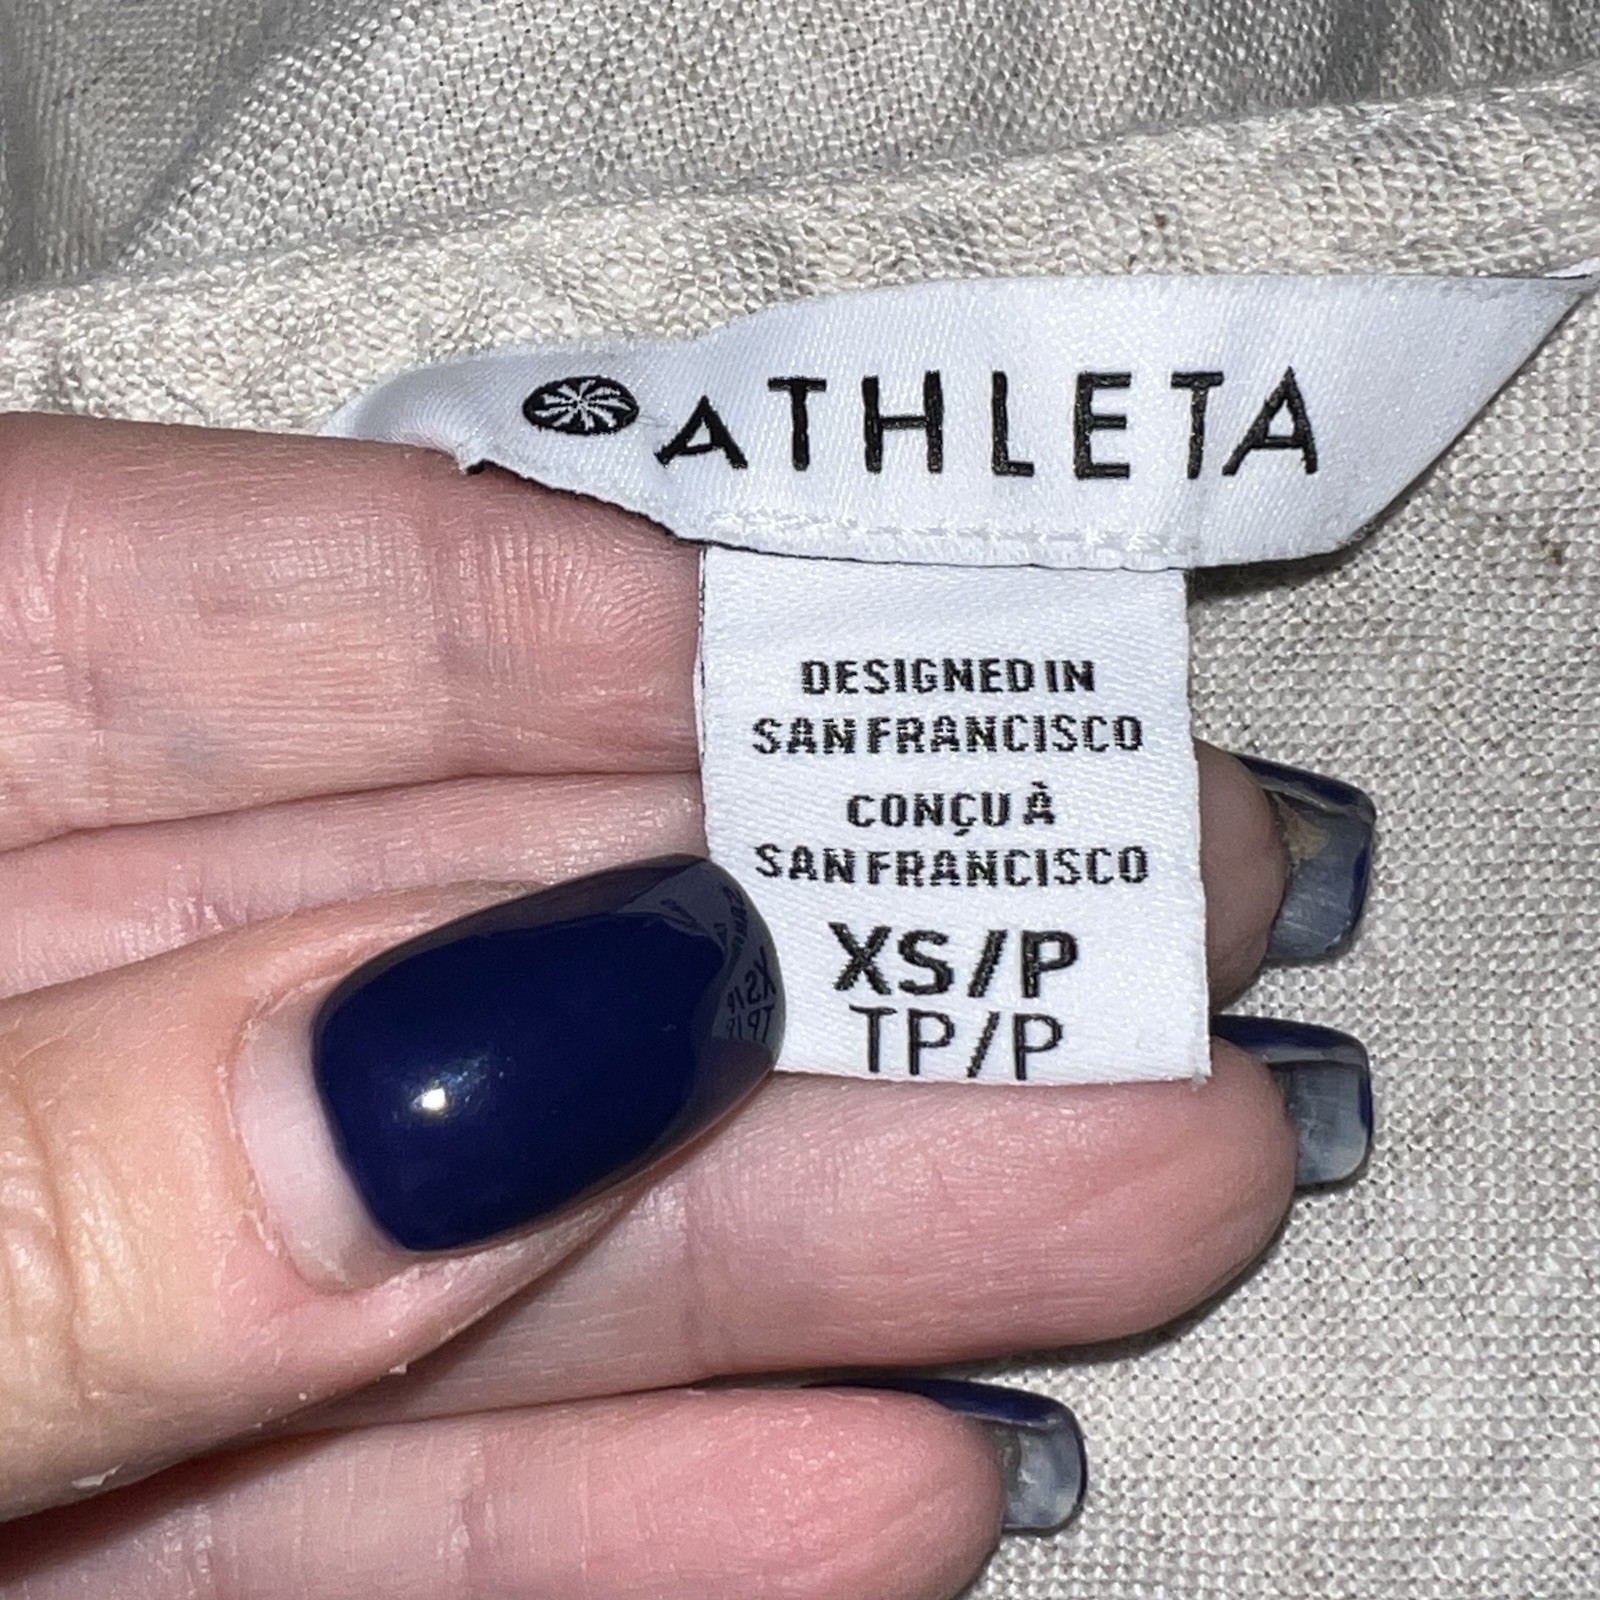 ATHLETA
DESIGNED IN
SAN FRANCISCO
CONÇU À
SAN FRANCISCO
XS/P
TP/P